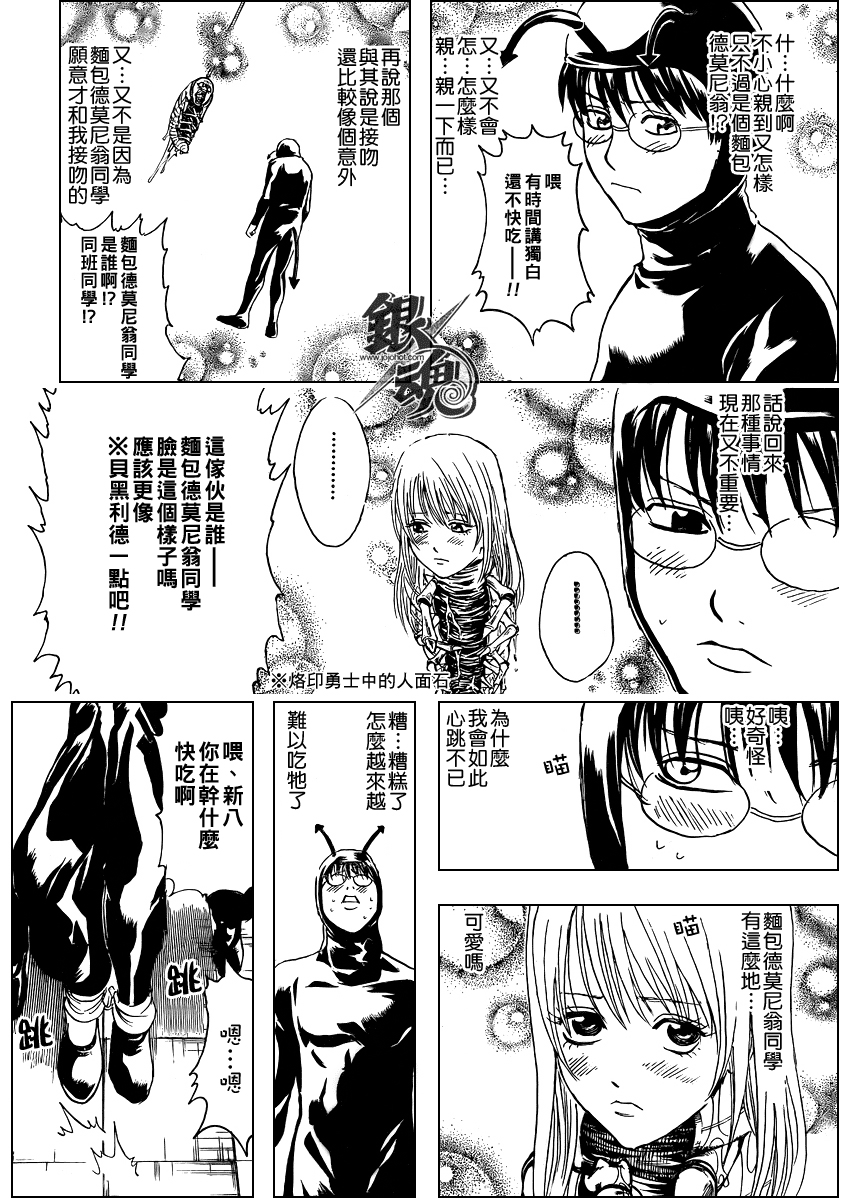 什…什麼啊
不小心親到又怎樣
只不過是個麵包
德莫尼翁!?
又…又不會
怎…怎麼樣
親…親一下而已…
喂
有時間講獨白
還不快吃——!!
再說那個
與其說是接吻
還比較像個意外
又…又不是因為
麵包德莫尼翁同學
願意才和我接吻的
麵包德莫尼翁同學
是誰啊!?
同班同學!?
銀魂
www.jojohot.com
話說回來
那種事情
現在又不重要…
…………
…………
這傢伙是誰——
麵包德莫尼翁同學
臉是這個樣子嗎
應該更像
※貝黑利德一點吧!!
※烙印勇士中的人面石
咦…
好奇怪
咦…
為什麼
我會如此
心跳不已
瞄
麵包德莫尼翁同學
有這麼地…
瞄
可愛嗎
糟…糟糕了
怎麼越來越
難以吃牠了
喂、新八
你在幹什麼
快吃啊
跳
跳
嗯…嗯